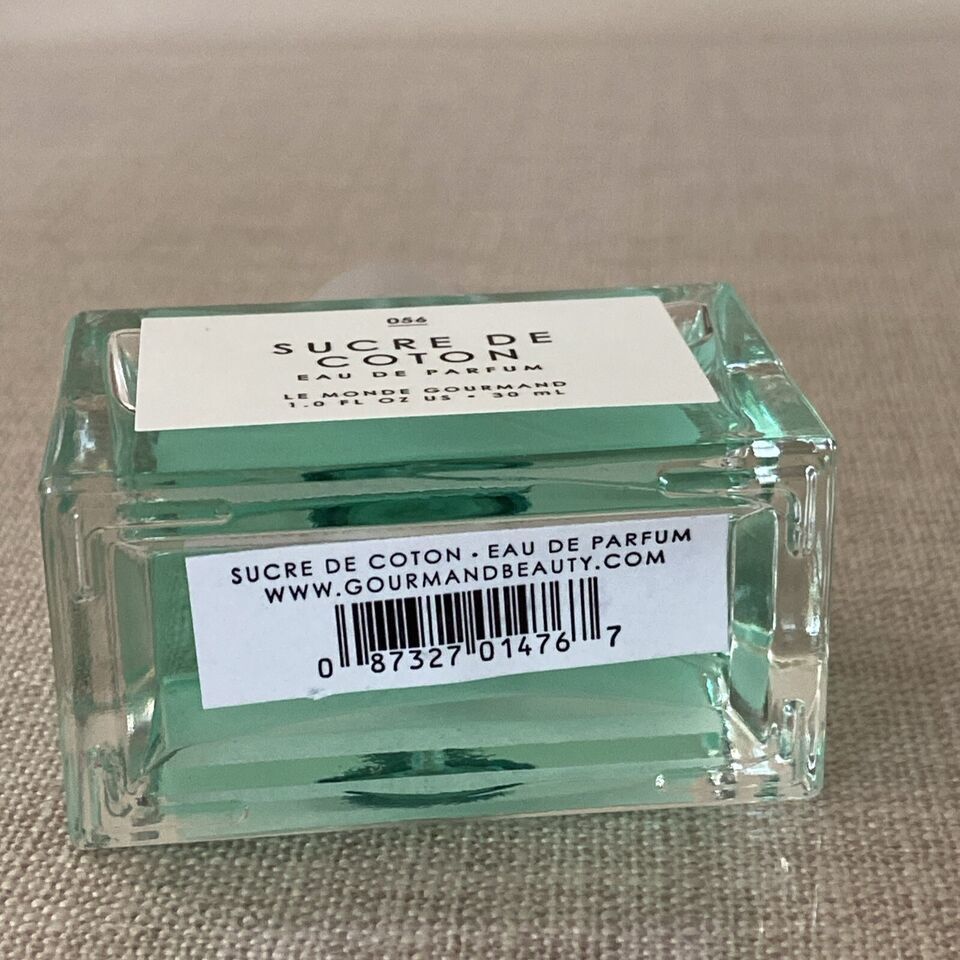 056
SUCRE DE
COTON
EAU DE PARFUM
LE MONDE GOURMAND
1.0 FL OZ US • 30 mL
SUCRE DE COTON • EAU DE PARFUM
WWW.GOURMANDBEAUTY.COM
0 87327 01476 7